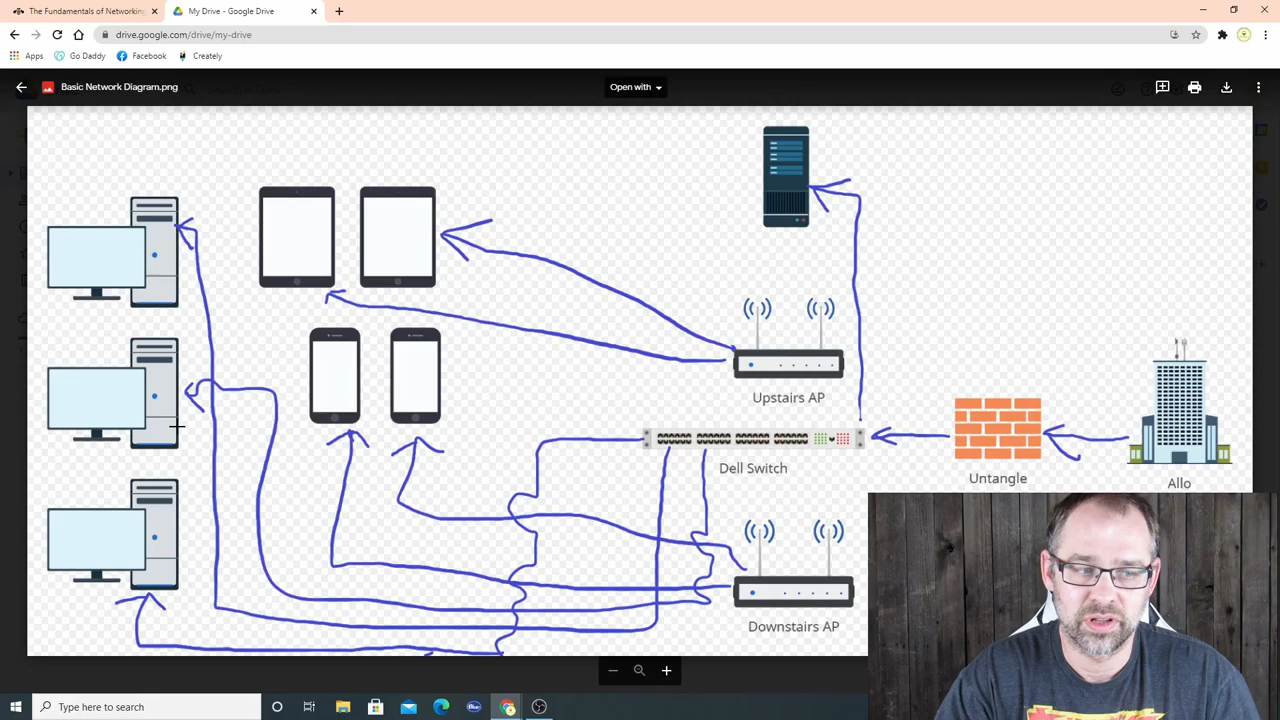 The Fundamentals of Networking
My Drive - Google Drive
drive.google.com/drive/my-drive
Apps
Go Daddy
Facebook
Creately
Basic Network Diagram.png
Open with
Upstairs AP
Dell Switch
Untangle
Allo
Downstairs AP
Type here to search